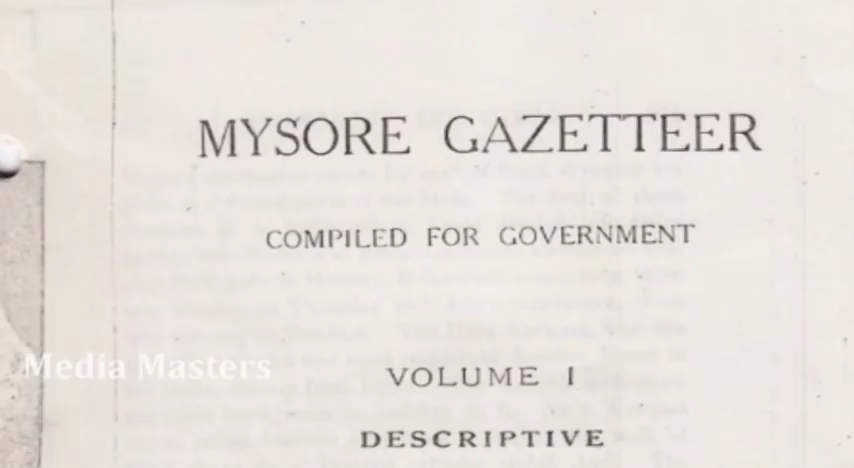 MYSORE GAZETTEER
COMPILED FOR GOVERNMENT
Media Masters
VOLUME I
DESCRIPTIVE